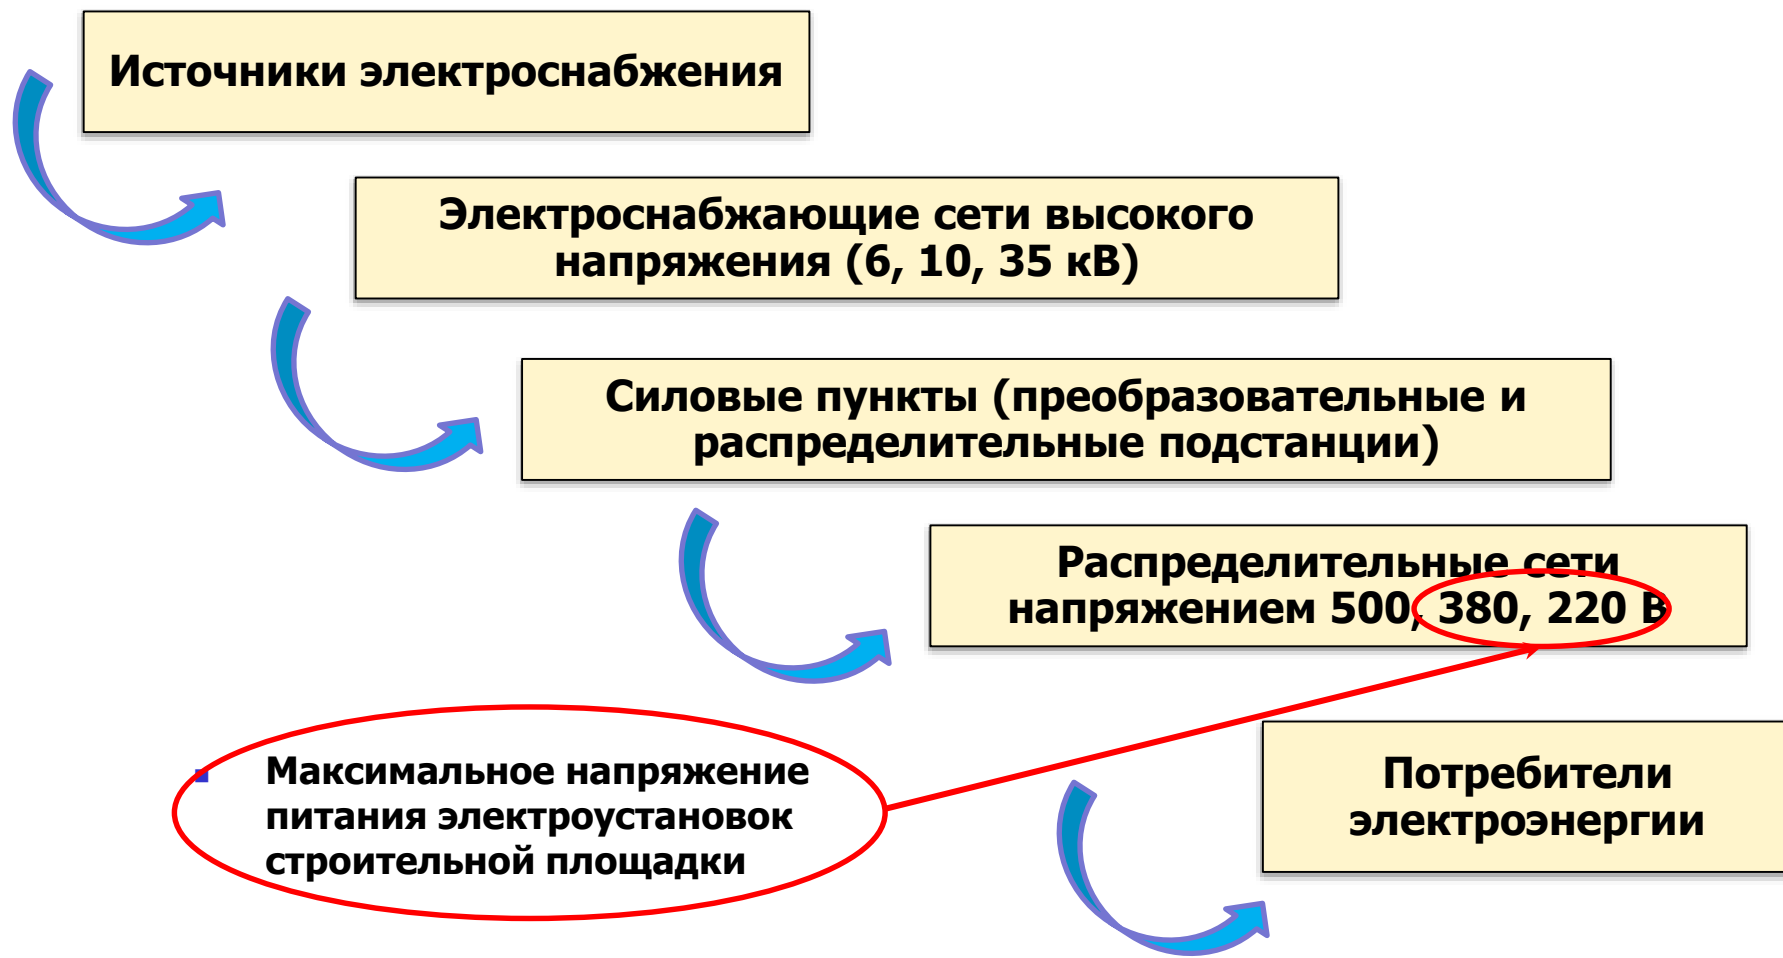 Источники электроснабжения
Электроснабжающие сети высокого
напряжения (6, 10, 35 кВ)
Силовые пункты (преобразовательные и
распределительные подстанции)
Распределительные сети
напряжением 500, 380, 220 В
Максимальное напряжение
питания электроустановок
строительной площадки
Потребители
электроэнергии